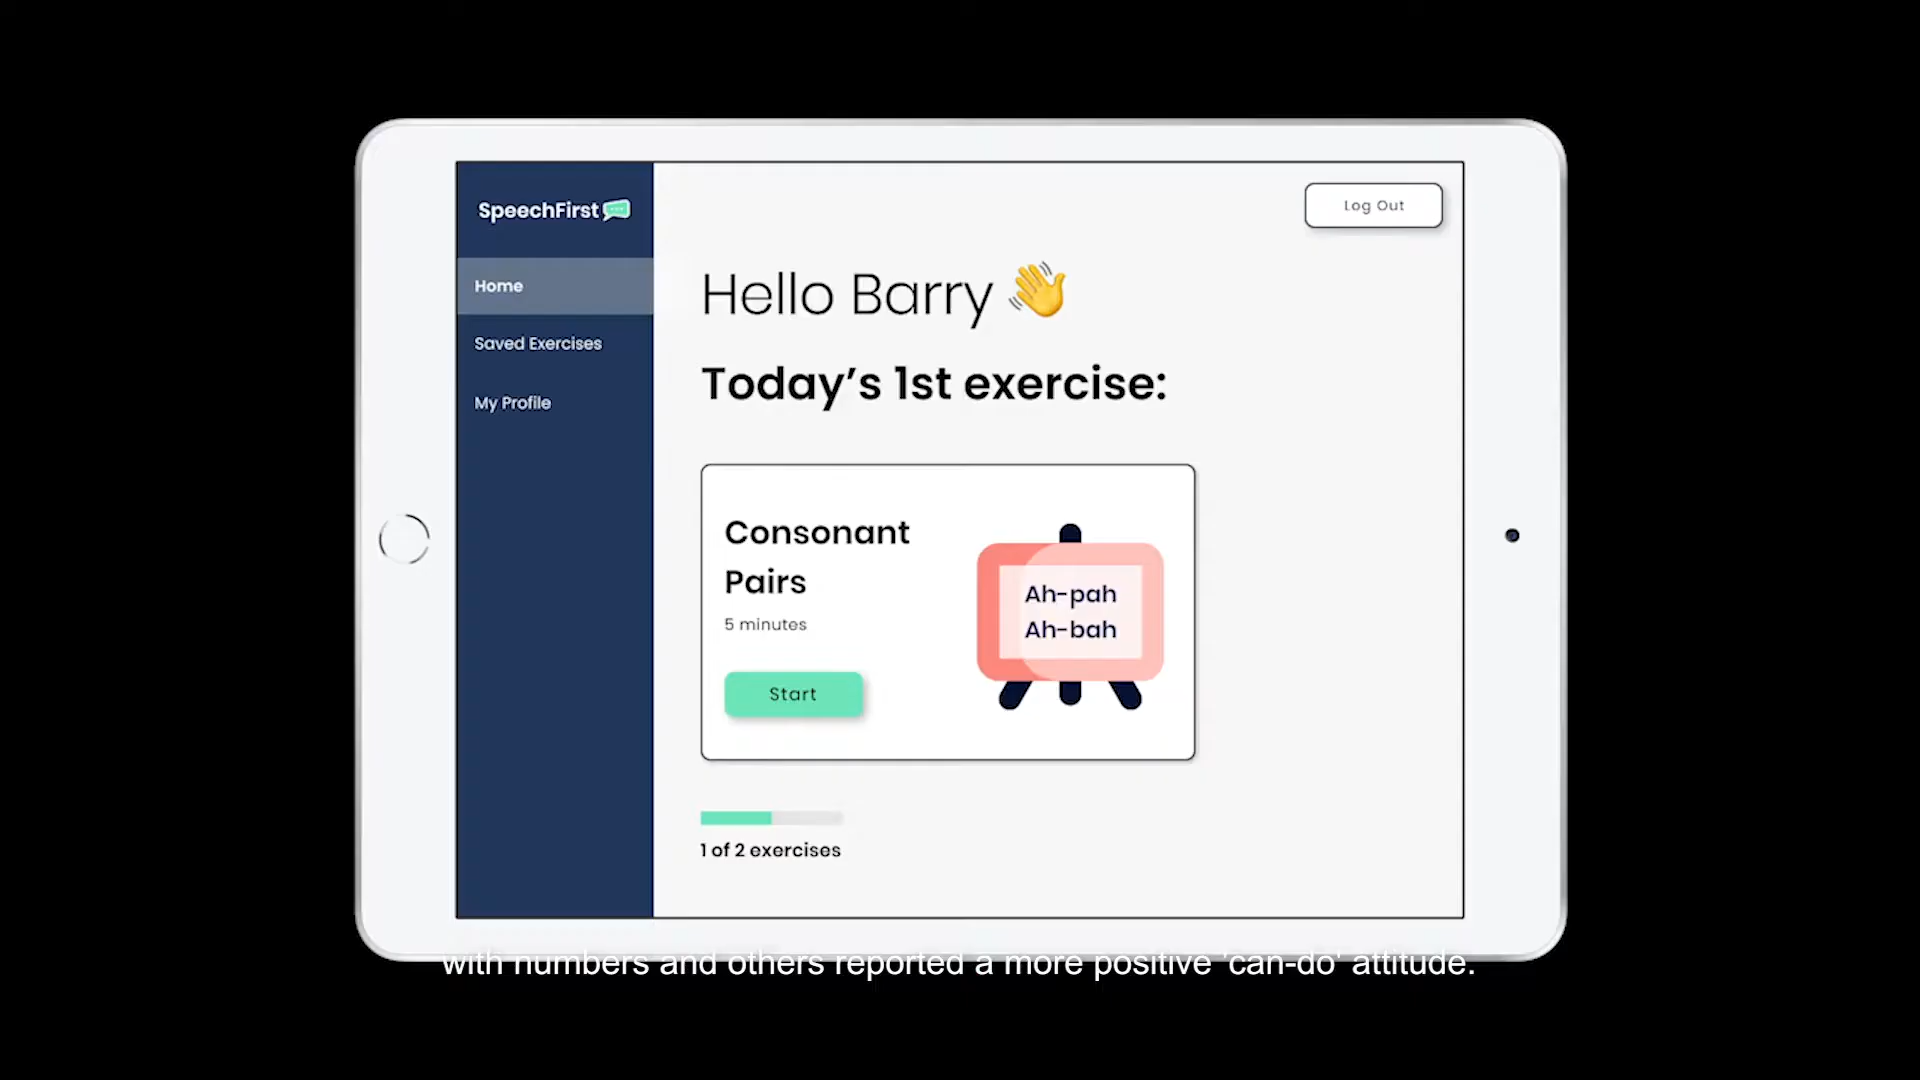 SpeechFirst
Log Out
Home
Saved Exercises
My Profile
Hello Barry
Today's 1st exercise:
Consonant
Pairs
5 minutes
Start
Ah-pah
Ah-bah
1 of 2 exercises
with numbers and others reported a more positive 'can-do' attitude.